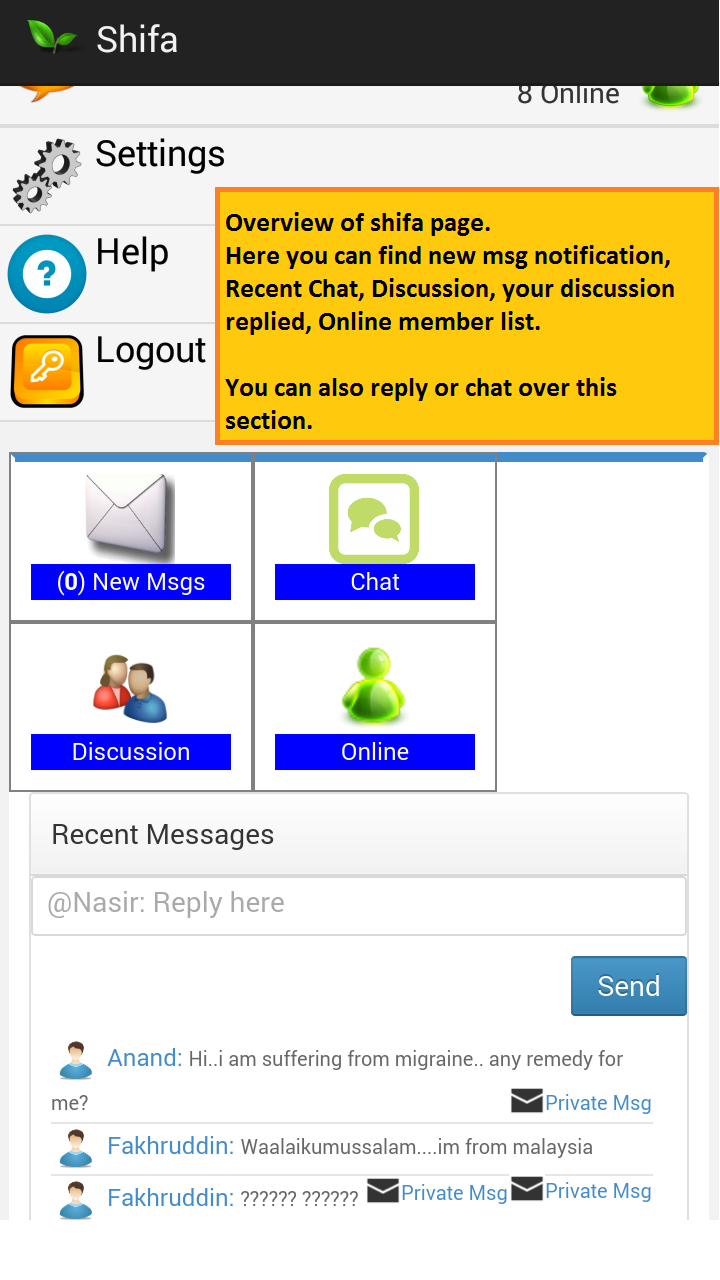 Shifa
8 Online
Settings
Help
Logout
Overview of shifa page.
Here you can find new msg notification,
Recent Chat, Discussion, your discussion
replied, Online member list.
You can also reply or chat over this
section.
(0) New Msgs
Chat
Discussion
Online
Recent Messages
@Nasir: Reply here
Send
Anand: Hi..i am suffering from migraine.. any remedy for
me?
Private Msg
Fakhruddin: Waalaikumussalam....im from malaysia
Fakhruddin: ?????? ?????? Private Msg Private Msg